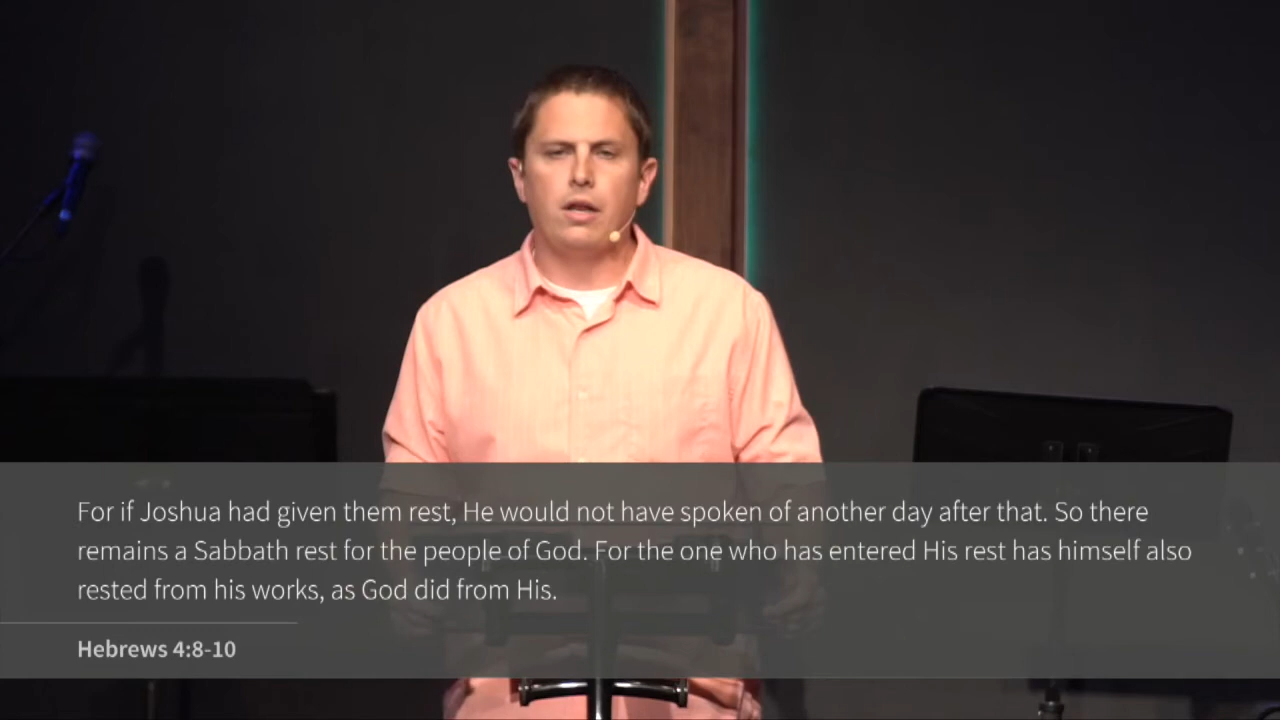 For if Joshua had given them rest, He would not have spoken of another day after that. So there
remains a Sabbath rest for the people of God. For the one who has entered His rest has himself also
rested from his works, as God did from His.
Hebrews 4:8-10